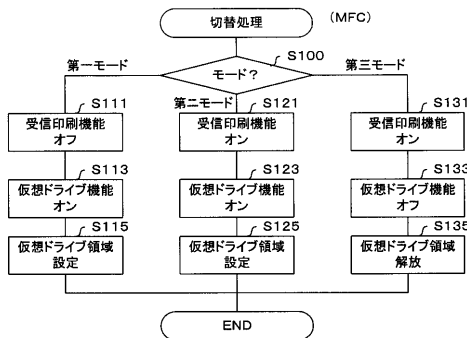 切替処理
(MFC)
S100
モード?
第一モード
第二モード
第三モード
S111
受信印刷機能
オフ
S121
受信印刷機能
オン
S131
受信印刷機能
オン
S113
仮想ドライブ機能
オン
S123
仮想ドライブ機能
オン
S133
仮想ドライブ機能
オフ
S115
仮想ドライブ領域
設定
S125
仮想ドライブ領域
設定
S135
仮想ドライブ領域
解放
END